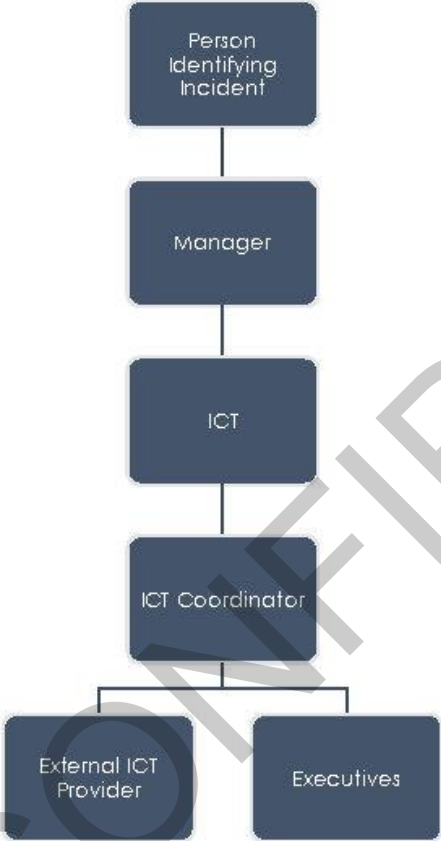 Person
Identifying
Incident
Manager
ICT
ICT Coordinator
External ICT
Provider
Executives